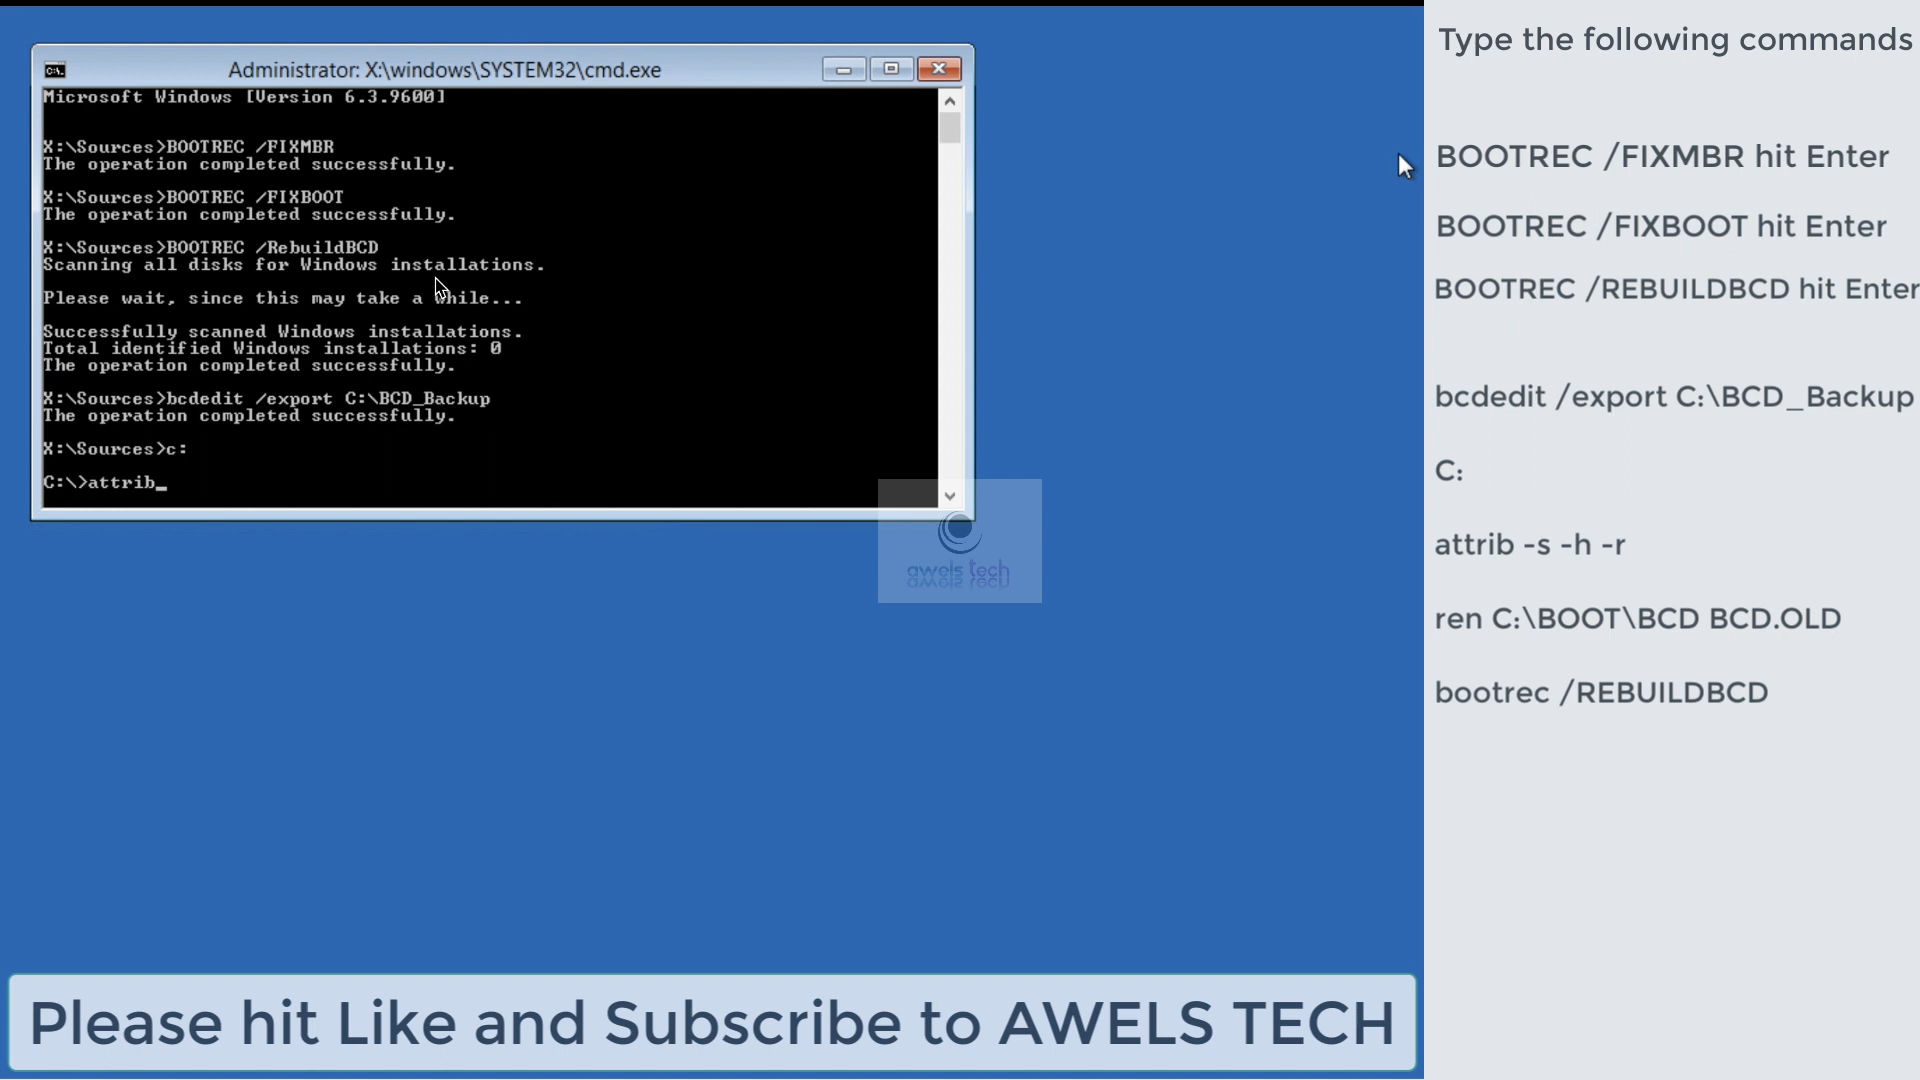 Administrator: X:\windows\SYSTEM32\cmd.exe
Microsoft Windows [Version 6.3.9600]
X:\Sources>BOOTREC /FIXMBR
The operation completed successfully.
X:\Sources>BOOTREC /FIXBOOT
The operation completed successfully.
X:\Sources>BOOTREC /RebuildBCD
Scanning all disks for Windows installations.
Please wait, since this may take a while...
Successfully scanned Windows installations.
Total identified Windows installations: 0
The operation completed successfully.
X:\Sources>bcdedit /export C:\BCD_Backup
The operation completed successfully.
X:\Sources>c:
C:\>attrib_
awels tech
Type the following commands
BOOTREC /FIXMBR hit Enter
BOOTREC /FIXBOOT hit Enter
BOOTREC /REBUILDBCD hit Enter
bcdedit /export C:\BCD_Backup
C:
attrib -s -h -r
ren C:\BOOT\BCD BCD.OLD
bootrec /REBUILDBCD
Please hit Like and Subscribe to AWELS TECH